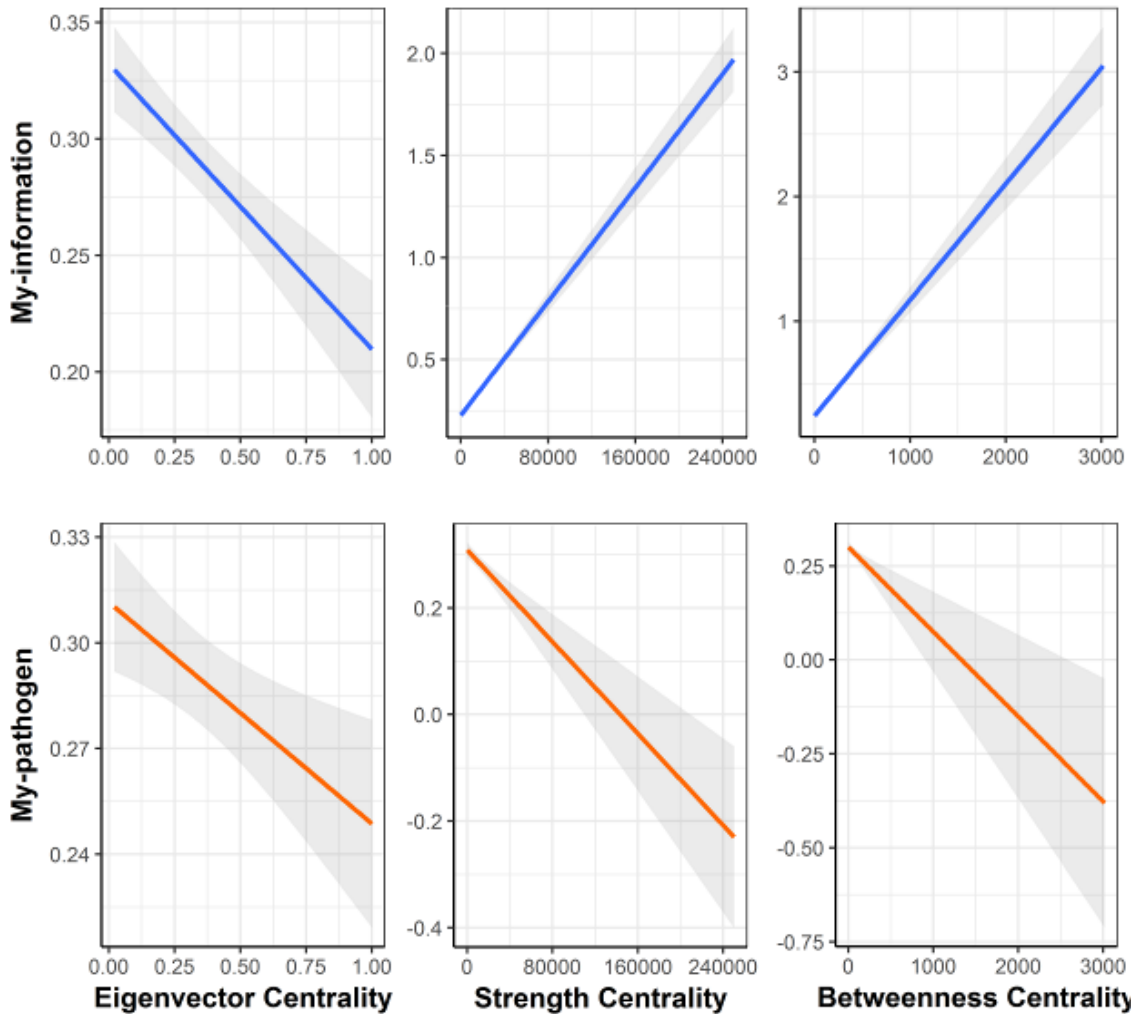 My-information
0.35
0.30
0.25
0.20
0.00 0.25 0.50 0.75 1.00
2.0
1.5
1.0
0.5
0 80000 160000 240000
3
2
1
0 1000 2000 3000
My-pathogen
0.33
0.30
0.27
0.24
0.00 0.25 0.50 0.75 1.00
Eigenvector Centrality
0.2
0.0
-0.2
-0.4
0 80000 160000 240000
Strength Centrality
0.25
0.00
-0.25
-0.50
-0.75
0 1000 2000 3000
Betweenness Centrality